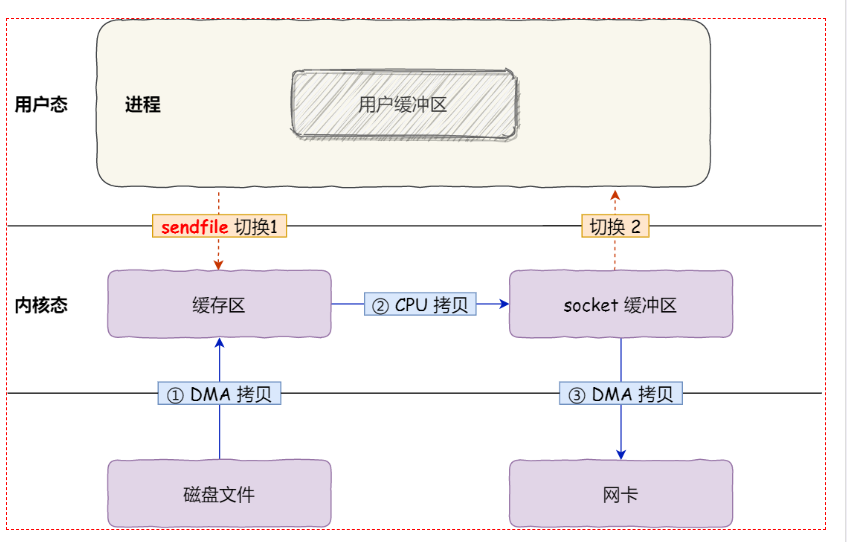 用户态
进程
用户缓冲区
sendfile 切换1
切换 2
内核态
缓存区
② CPU 拷贝
socket 缓冲区
① DMA 拷贝
③ DMA 拷贝
磁盘文件
网卡